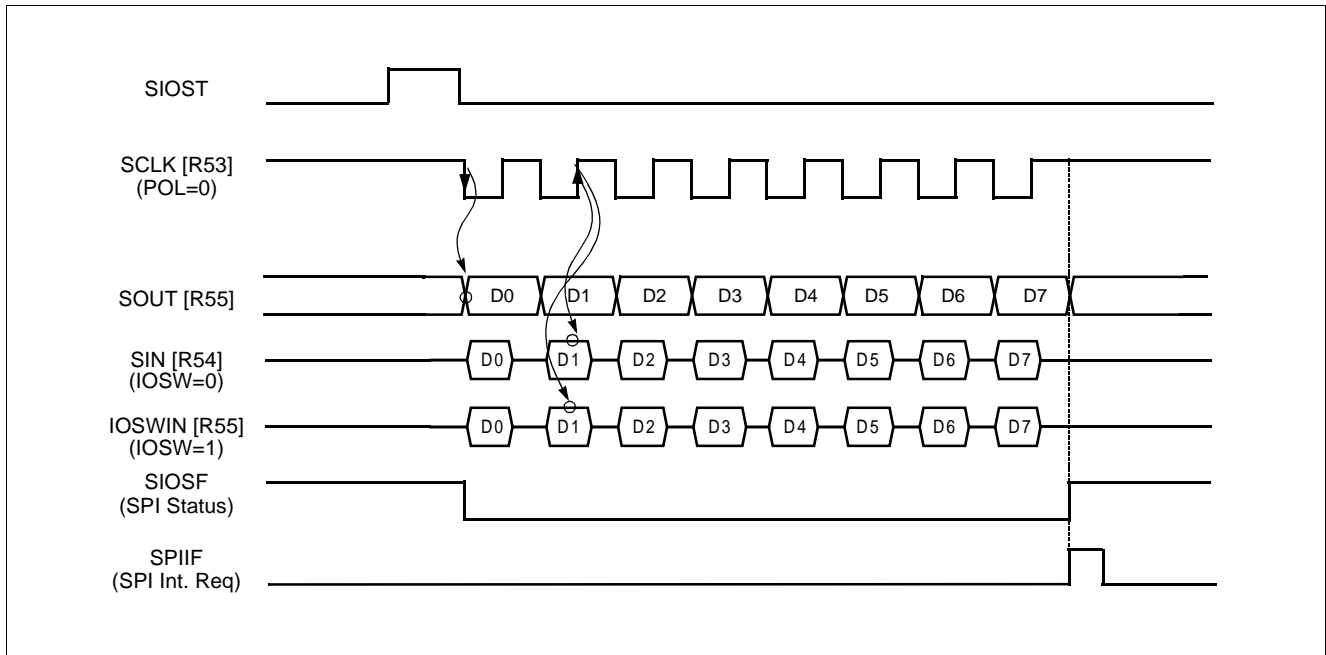 SIOST
SCLK [R53]
(POL=0)
SOUT [R55]
D0 D1 D2 D3 D4 D5 D6 D7
SIN [R54]
(IOSW=0)
D0 D1 D2 D3 D4 D5 D6 D7
IOSWIN [R55]
(IOSW=1)
D0 D1 D2 D3 D4 D5 D6 D7
SIOSF
(SPI Status)
SPIIF
(SPI Int. Req)